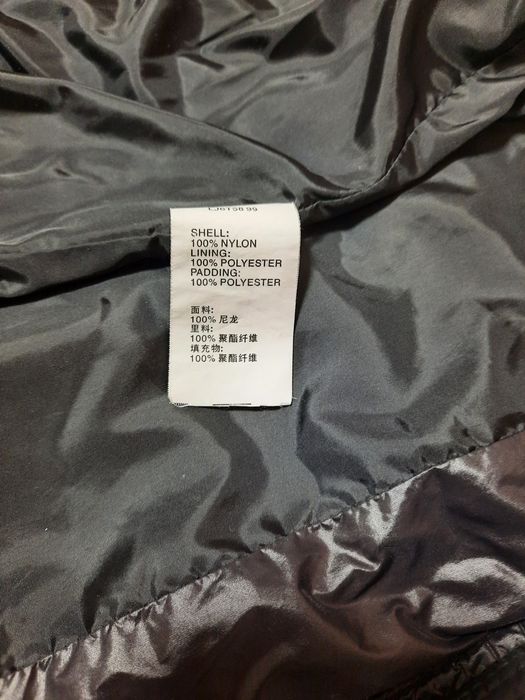 SHELL:
100% NYLON
LINING:
100% POLYESTER
PADDING:
100% POLYESTER
面料:
100% 尼龙
里料:
100% 聚酯纤维
填充物:
100% 聚酯纤维